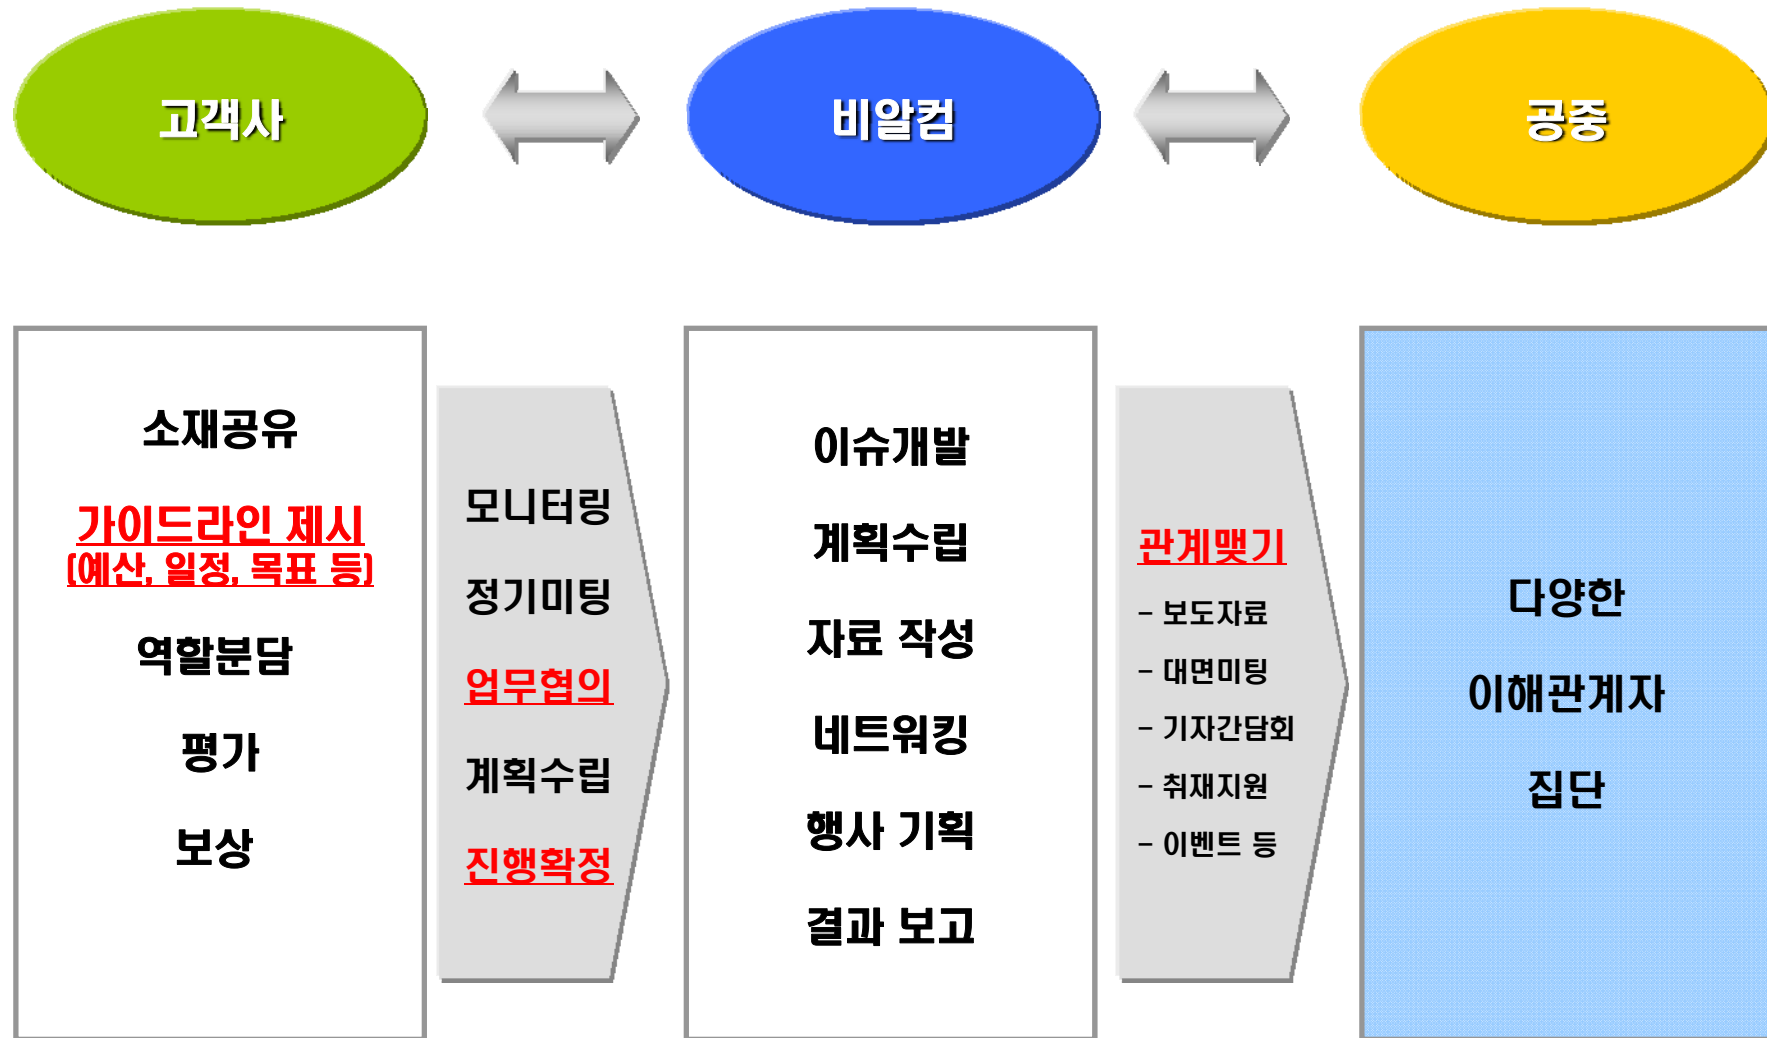 고객사
비알컴
공중
소재공유
가이드라인 제시
(예산, 일정, 목표 등)
역할분담
평가
보상
모니터링
정기미팅
업무협의
계획수립
진행확정
이슈개발
계획수립
자료 작성
네트워킹
행사 기획
결과 보고
관계맺기
- 보도자료
- 대면미팅
- 기자간담회
- 취재지원
- 이벤트 등
다양한
이해관계자
집단